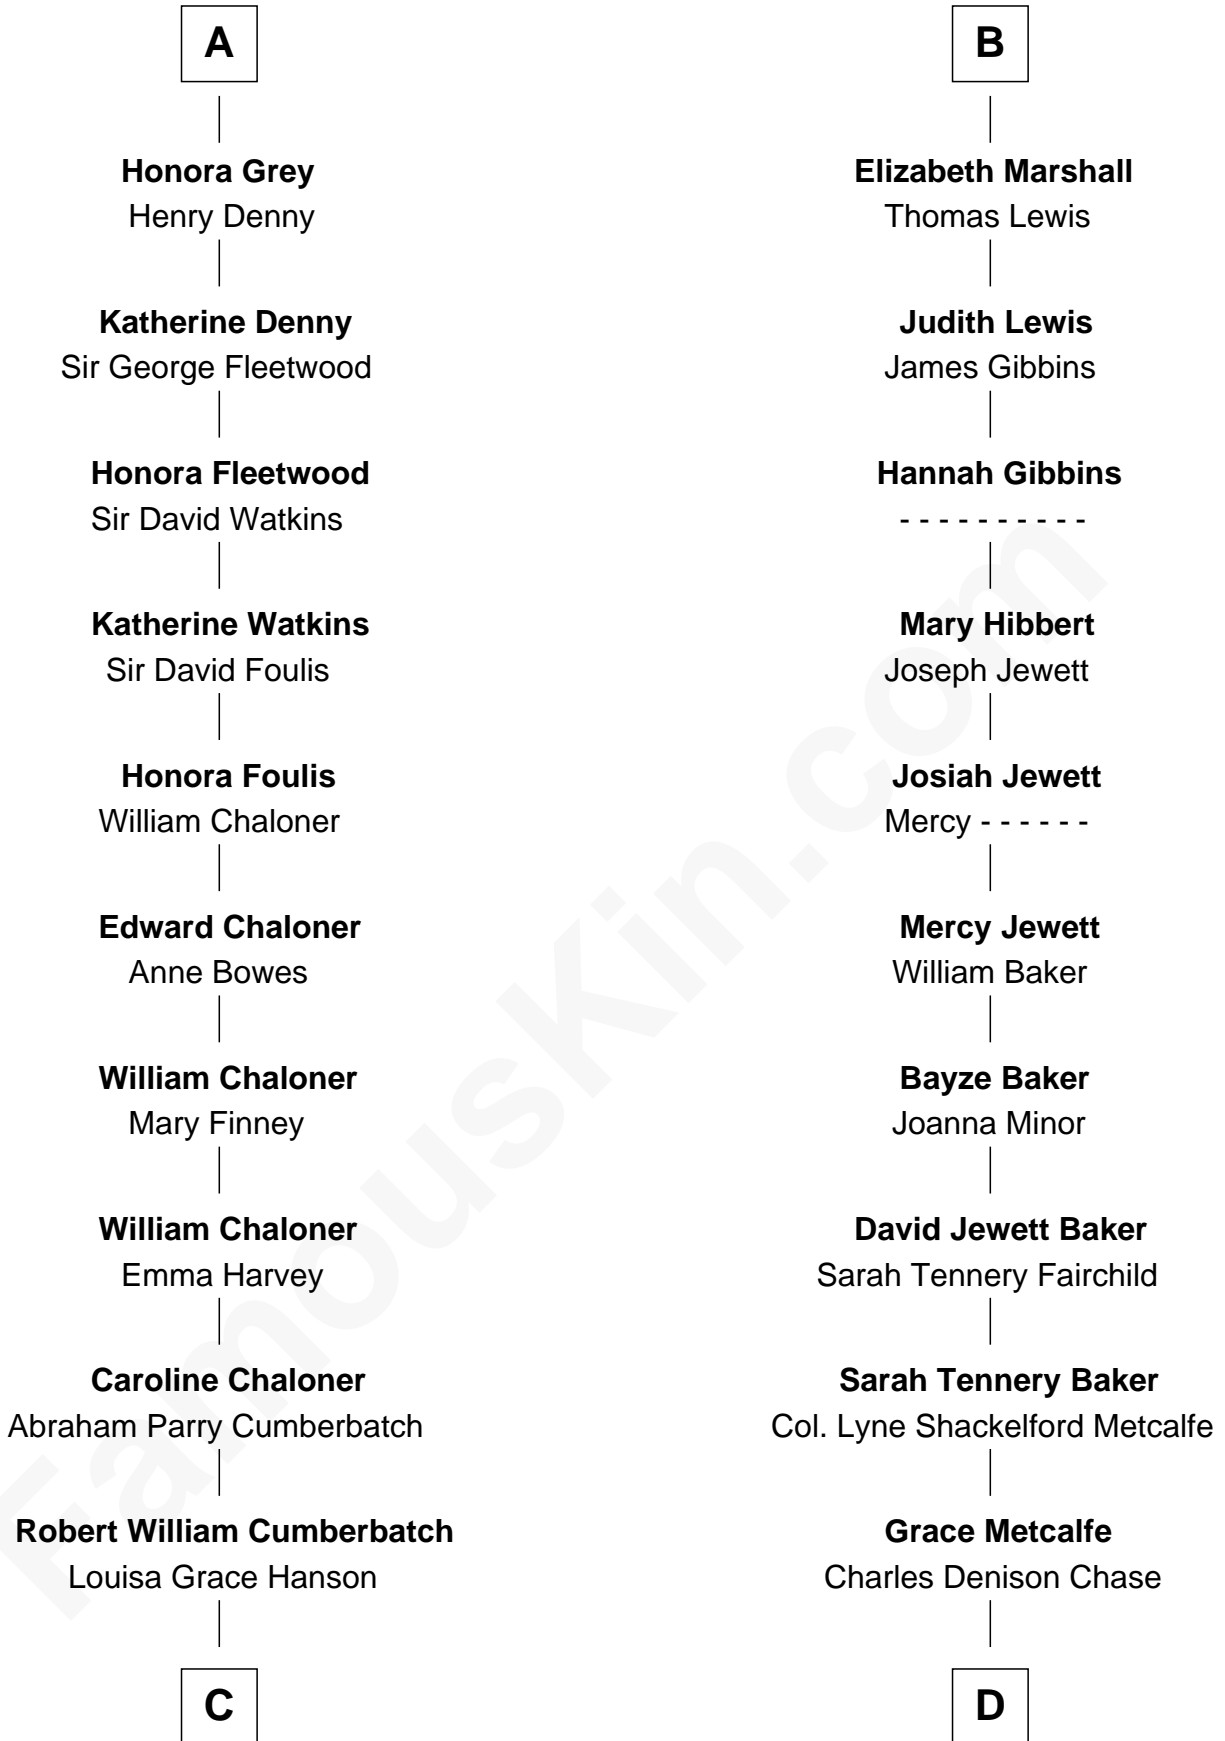 A
Honora Grey
Henry Denny
Katherine Denny
Sir George Fleetwood
Honora Fleetwood
Sir David Watkins
Katherine Watkins
Sir David Foulis
Honora Foulis
William Chaloner
Edward Chaloner
Anne Bowes
William Chaloner
Mary Finney
William Chaloner
Emma Harvey
Caroline Chaloner
Abraham Parry Cumberbatch
Robert William Cumberbatch
Louisa Grace Hanson
C
B
Elizabeth Marshall
Thomas Lewis
Judith Lewis
James Gibbins
Hannah Gibbins
- - - - - - - - - -
Mary Hibbert
Joseph Jewett
Josiah Jewett
Mercy - - - - - -
Mercy Jewett
William Baker
Bayze Baker
Joanna Minor
David Jewett Baker
Sarah Tennery Fairchild
Sarah Tennery Baker
Col. Lyne Shackelford Metcalfe
Grace Metcalfe
Charles Denison Chase
D
FamousKin.com